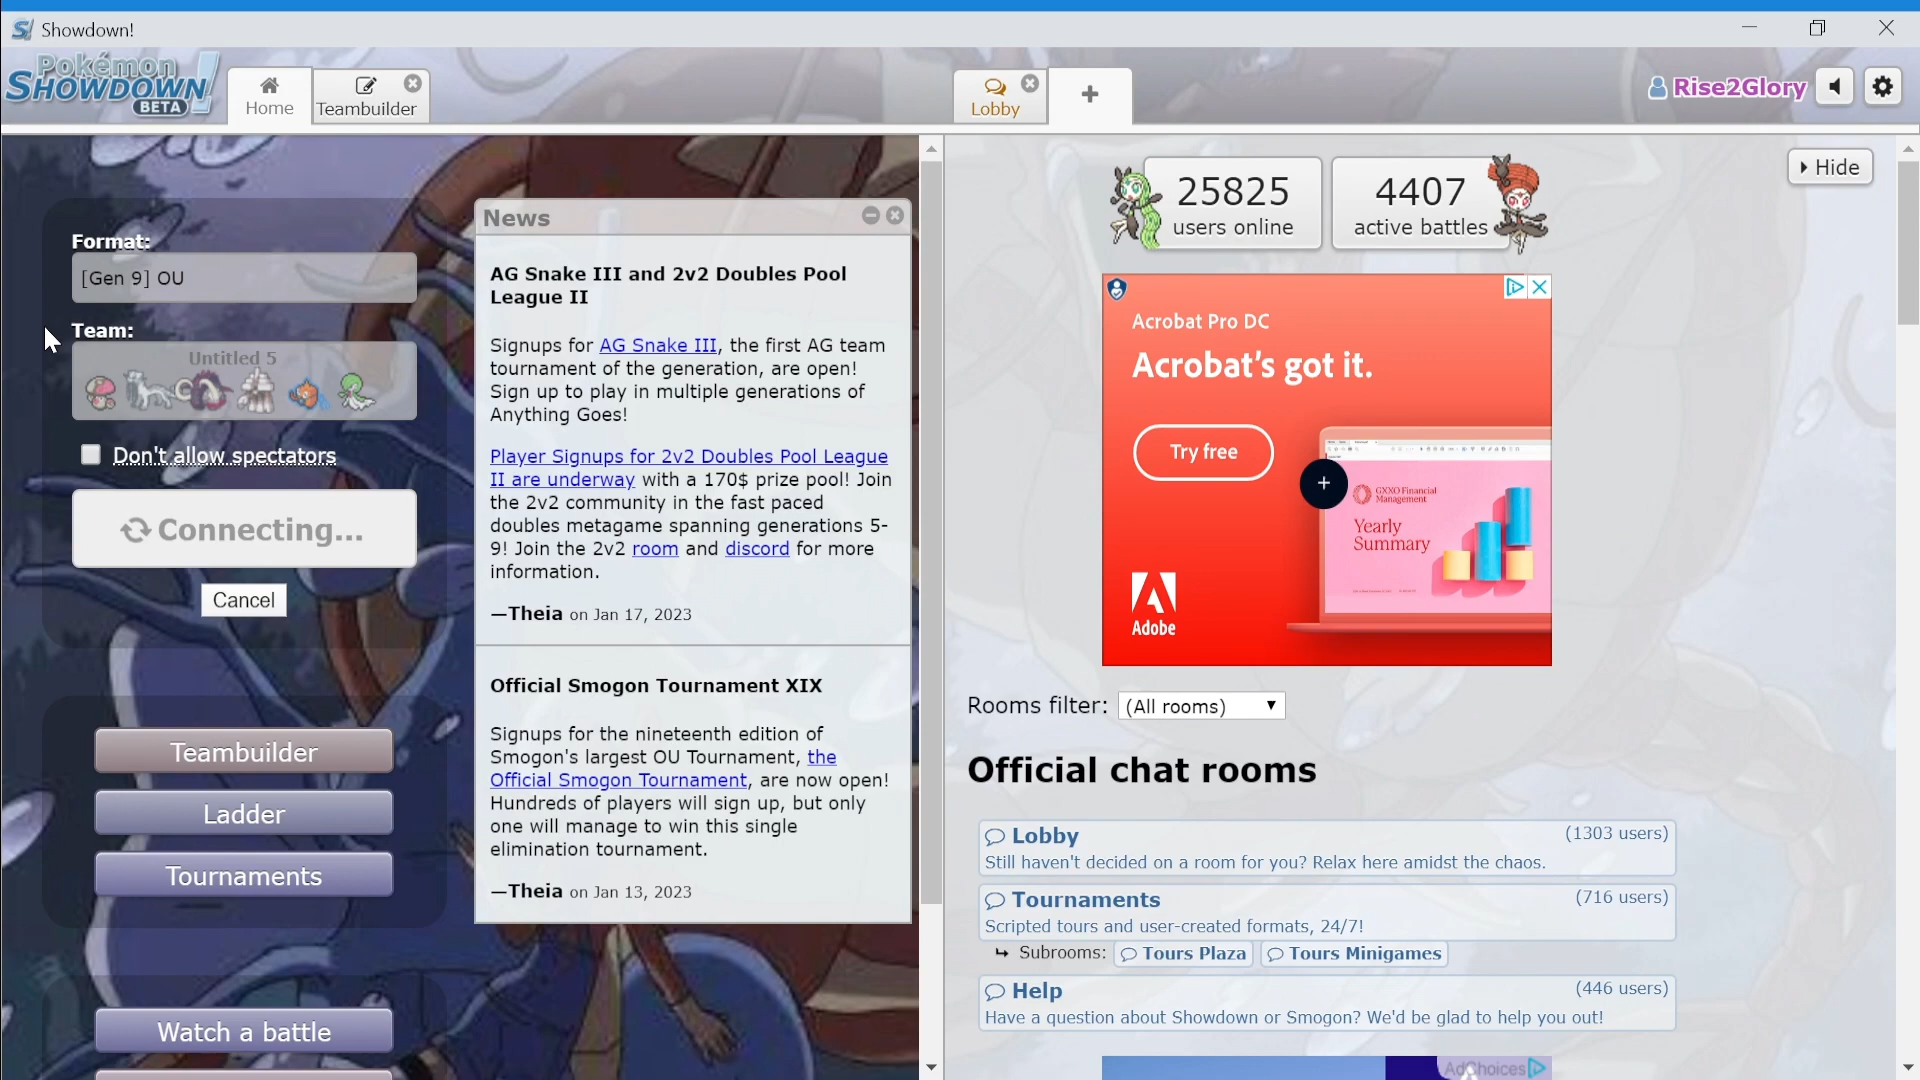 Showdown!
Pokémon
SHOWDOWN!
BETA
Home
Teambuilder
Lobby
Rise2Glory
Format:
[Gen 9] OU
Team:
Untitled 5
Don't allow spectators
Connecting...
Cancel
Teambuilder
Ladder
Tournaments
Watch a battle
News
AG Snake III and 2v2 Doubles Pool
League II
Signups for AG Snake III, the first AG team
tournament of the generation, are open!
Sign up to play in multiple generations of
Anything Goes!
Player Signups for 2v2 Doubles Pool League
II are underway with a 170$ prize pool! Join
the 2v2 community in the fast paced
doubles metagame spanning generations 5-
9! Join the 2v2 room and discord for more
information.
—Theia on Jan 17, 2023
Official Smogon Tournament XIX
Signups for the nineteenth edition of
Smogon's largest OU Tournament, the
Official Smogon Tournament, are now open!
Hundreds of players will sign up, but only
one will manage to win this single
elimination tournament.
—Theia on Jan 13, 2023
25825
users online
4407
active battles
Hide
Acrobat Pro DC
Acrobat's got it.
Try free
GXXO Financial
Management
Yearly
Summary
Adobe
Rooms filter: (All rooms)
Official chat rooms
Lobby (1303 users)
Still haven't decided on a room for you? Relax here amidst the chaos.
Tournaments (716 users)
Scripted tours and user-created formats, 24/7!
Subrooms: Tours Plaza Tours Minigames
Help (446 users)
Have a question about Showdown or Smogon? We'd be glad to help you out!
AdChoices